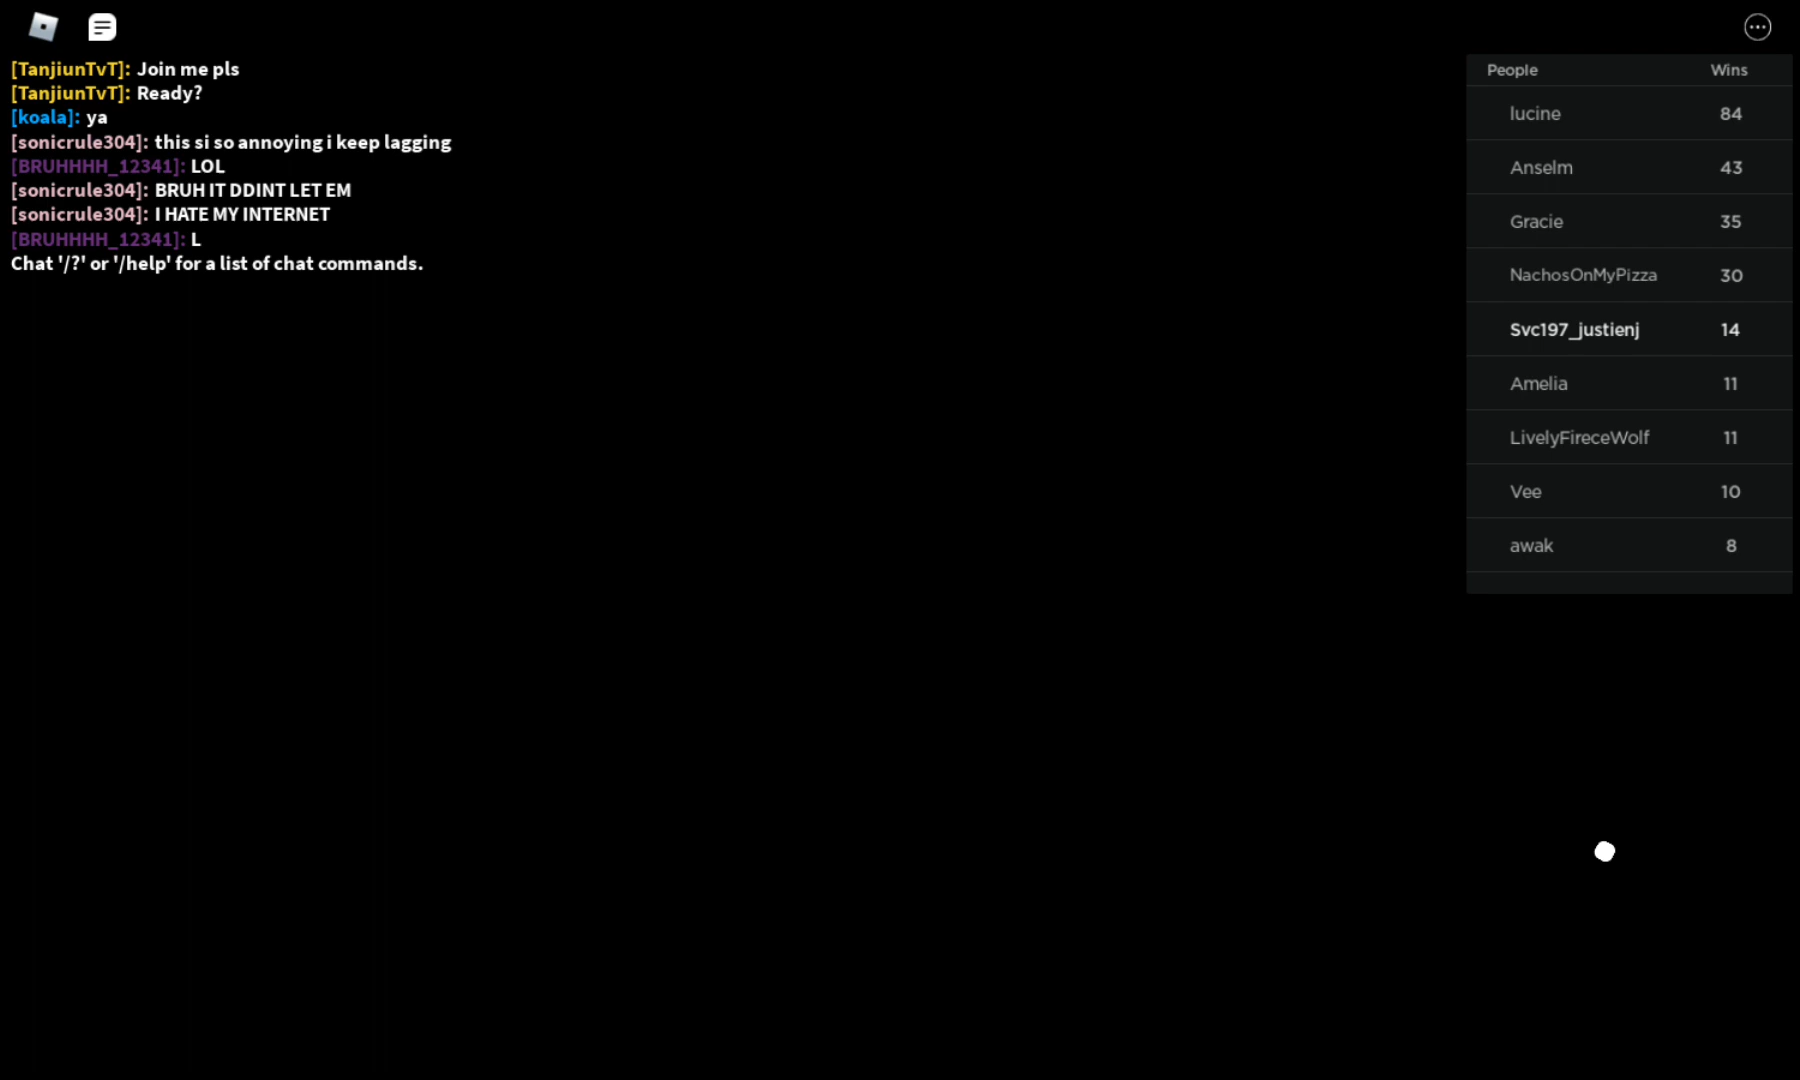 [TanjiunTvT]: Join me pls
[TanjiunTvT]: Ready?
[koala]: ya
[sonicrule304]: this si so annoying i keep lagging
[BRUHHHH_12341]: LOL
[sonicrule304]: BRUH IT DDINT LET EM
[sonicrule304]: I HATE MY INTERNET
[BRUHHHH_12341]: L
Chat '/?' or '/help' for a list of chat commands.
People Wins
lucine 84
Anselm 43
Gracie 35
NachosOnMyPizza 30
Svc197_justienj 14
Amelia 11
LivelyFireceWolf 11
Vee 10
awak 8